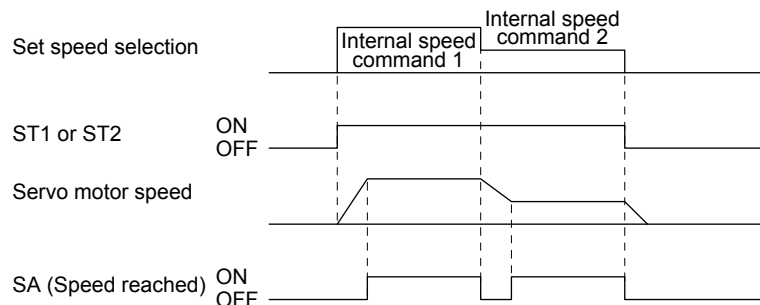 Set speed selection
Internal speed
command 1
Internal speed
command 2
ST1 or ST2
ON
OFF
Servo motor speed
SA (Speed reached)
ON
OFF